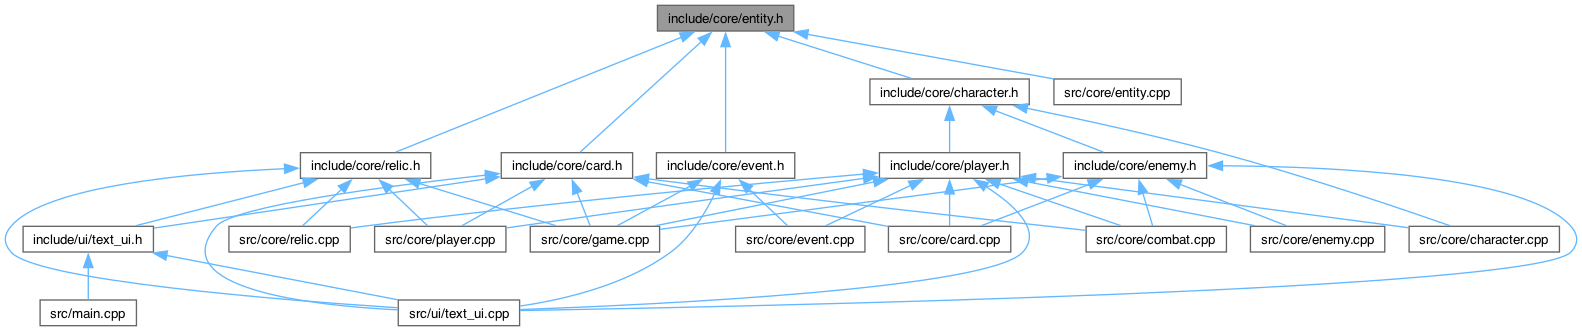 include/core/entity.h
include/core/character.h
src/core/entity.cpp
include/core/relic.h
include/core/card.h
include/core/event.h
include/core/player.h
include/core/enemy.h
include/ui/text_ui.h
src/core/relic.cpp
src/core/player.cpp
src/core/game.cpp
src/core/event.cpp
src/core/card.cpp
src/core/combat.cpp
src/core/enemy.cpp
src/core/character.cpp
src/main.cpp
src/ui/text_ui.cpp